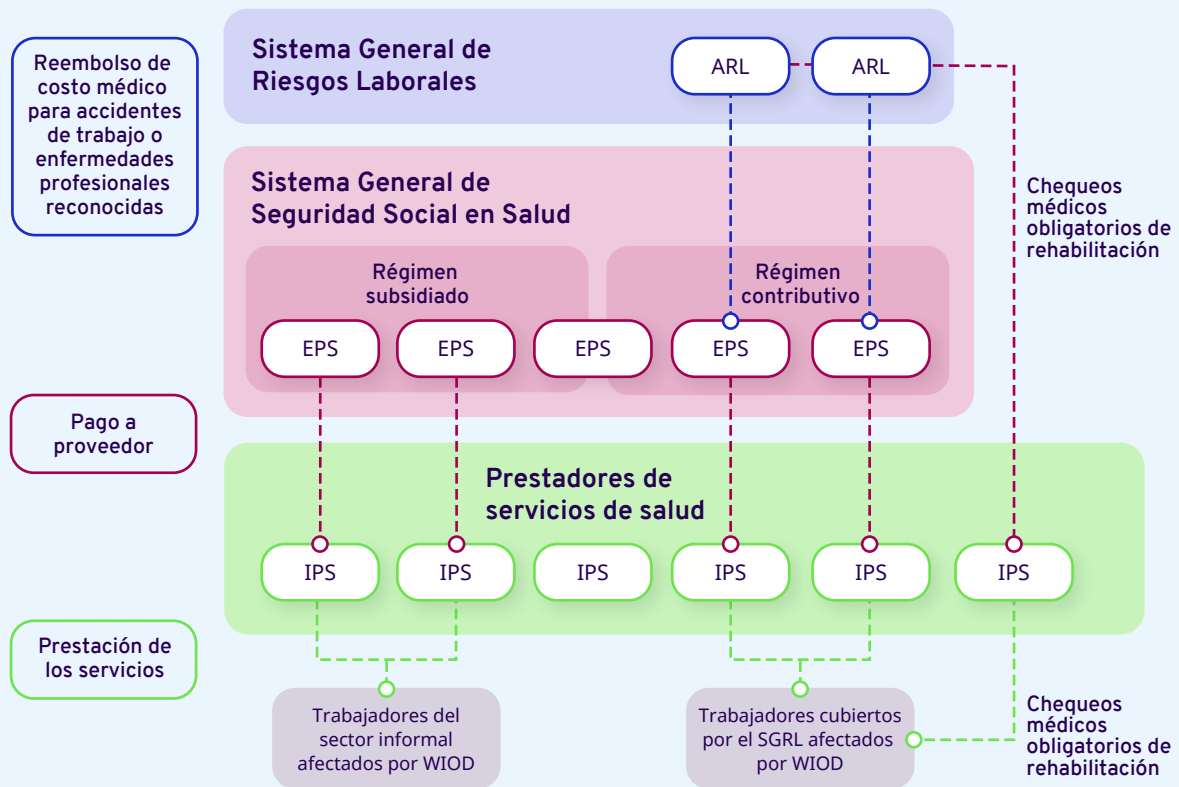 Reembolso de
costo médico
para accidentes
de trabajo o
enfermedades
profesionales
reconocidas
Sistema General de
Riesgos Laborales
ARL
ARL
Sistema General de
Seguridad Social en Salud
Chequeos
médicos
obligatorios de
rehabilitación
Régimen
subsidiado
Régimen
contributivo
EPS
EPS
EPS
EPS
EPS
Pago a
proveedor
Prestadores de
servicios de salud
IPS
IPS
IPS
IPS
IPS
IPS
Prestación de
los servicios
Trabajadores del
sector informal
afectados por WIOD
Trabajadores cubiertos
por el SGRL afectados
por WIOD
Chequeos
médicos
obligatorios de
rehabilitación